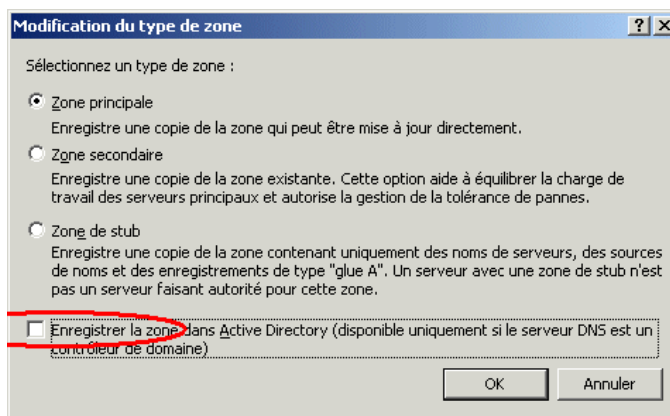 Modification du type de zone
Sélectionnez un type de zone :
Zone principale
Enregistre une copie de la zone qui peut être mise à jour directement.
Zone secondaire
Enregistre une copie de la zone existante. Cette option aide à équilibrer la charge de
travail des serveurs principaux et autorise la gestion de la tolérance de pannes.
Zone de stub
Enregistre une copie de la zone contenant uniquement des noms de serveurs, des sources
de noms et des enregistrements de type "glue A". Un serveur avec une zone de stub n'est
pas un serveur faisant autorité pour cette zone.
Enregistrer la zone dans Active Directory (disponible uniquement si le serveur DNS est un
contrôleur de domaine)
OK
Annuler